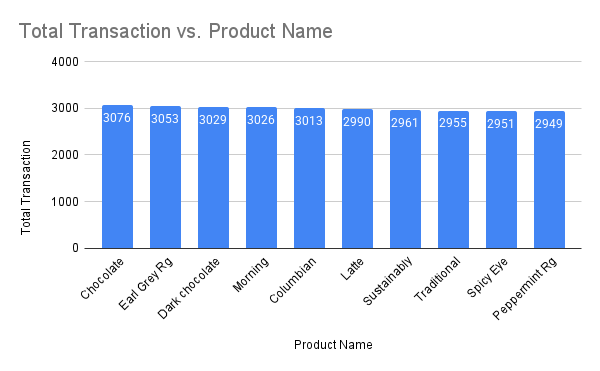 Total Transaction vs. Product Name
4000
3000
2000
1000
0
Total Transaction
3076 3053 3029 3026 3013 2990 2961 2955 2951 2949
Chocolate Earl Grey Rg Dark chocolate Morning Columbian Latte Sustainably Traditional Spicy Eye Peppermint Rg
Product Name